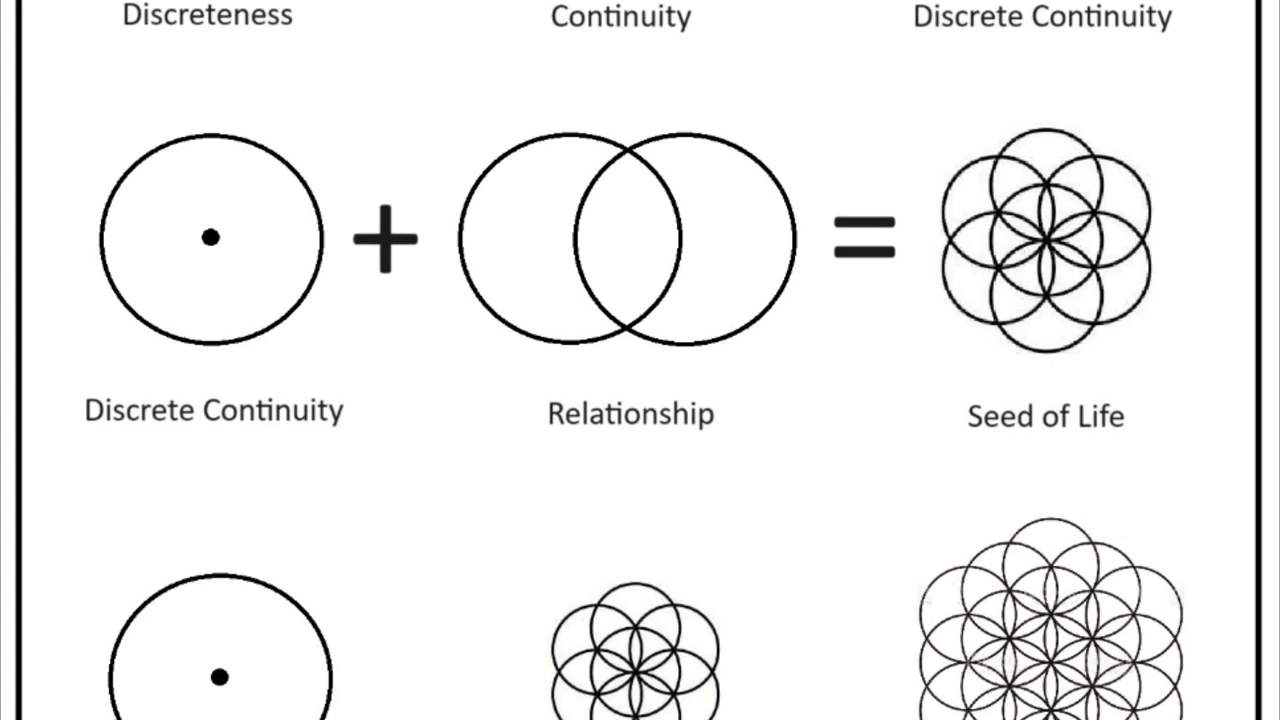 Discreteness Continuity Discrete Continuity
+ =
Discrete Continuity Relationship Seed of Life